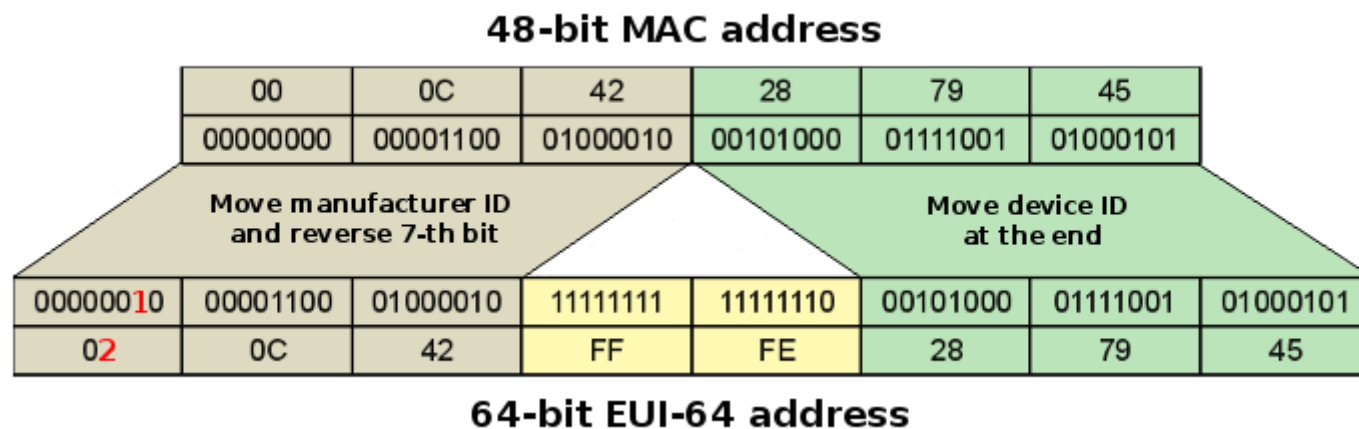 48-bit MAC address
00 0C 42 28 79 45
00000000 00001100 01000010 00101000 01111001 01000101
Move manufacturer ID
and reverse 7-th bit
Move device ID
at the end
00000010 00001100 01000010 11111111 11111110 00101000 01111001 01000101
02 0C 42 FF FE 28 79 45
64-bit EUI-64 address